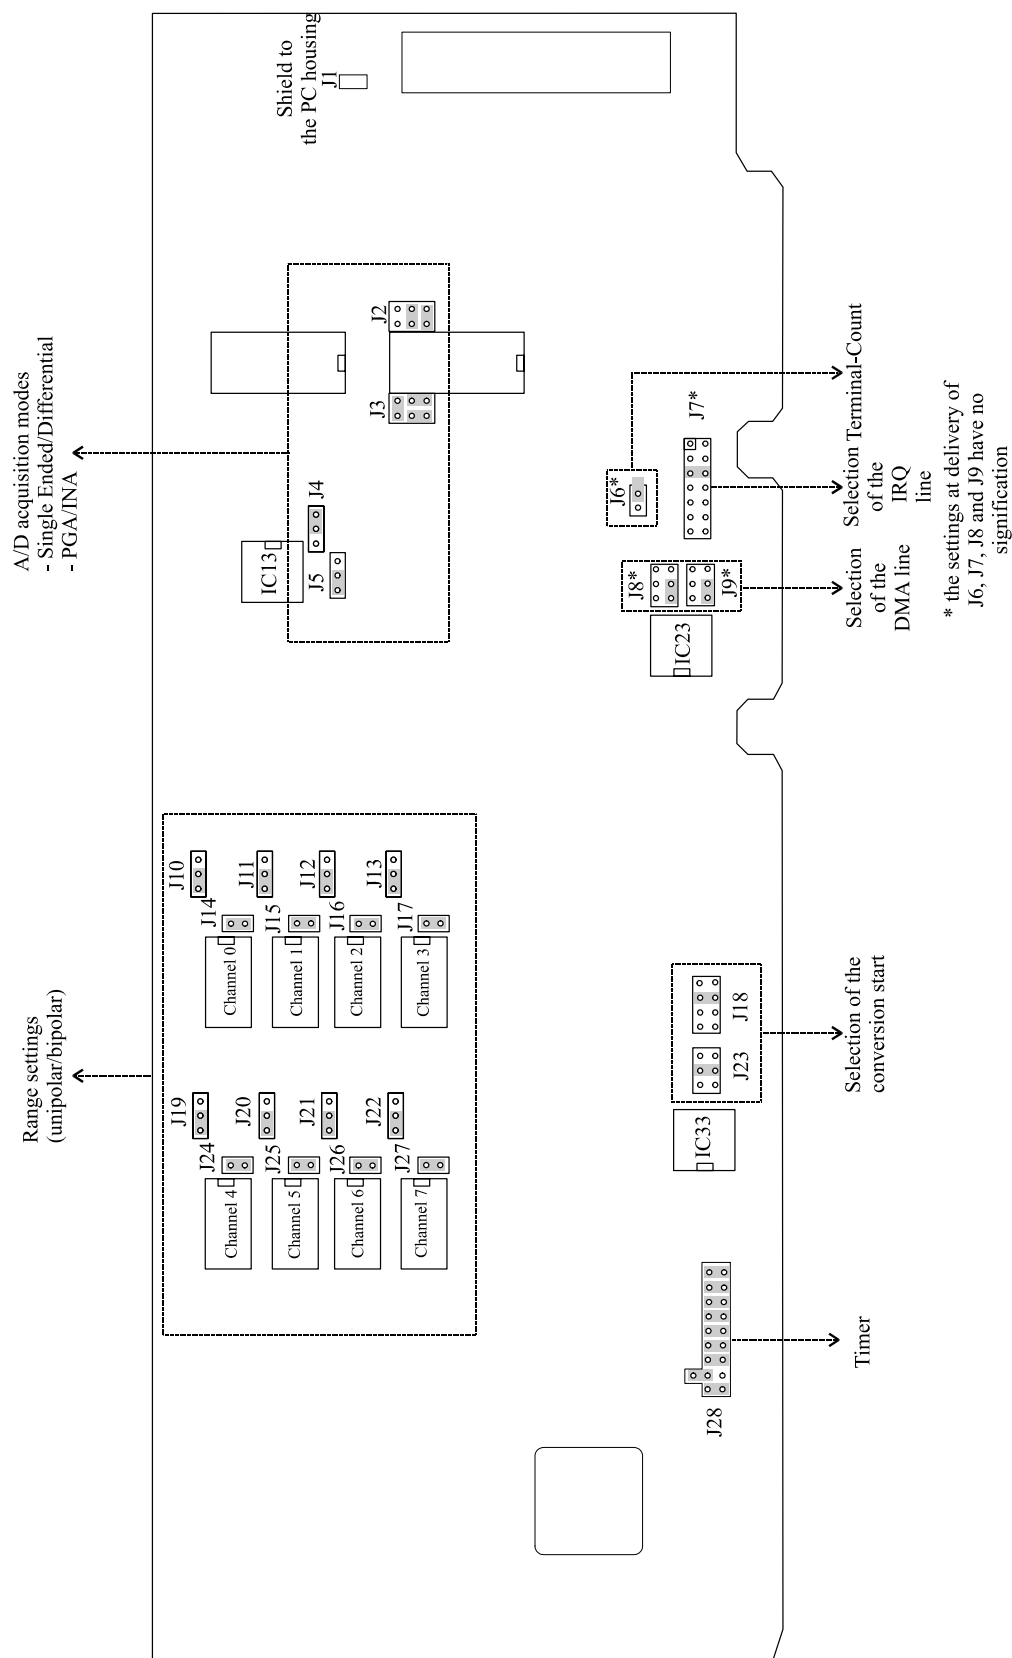 Shield to
the PC housing
J1
A/D acquisition modes
- Single Ended/Differential
- PGA/INA
J2
J3
J4
J5
IC13
J6*
J7*
J8*
J9*
IC23
Terminal-Count
Selection
of the
IRQ
line
Selection
of the
DMA line
* the settings at delivery of
J6, J7, J8 and J9 have no
signification
Range settings
(unipolar/bipolar)
J10
J11
J12
J13
J14
J15
J16
J17
Channel 0
Channel 1
Channel 2
Channel 3
J19
J20
J21
J22
J24
J25
J26
J27
Channel 4
Channel 5
Channel 6
Channel 7
J18
J23
IC33
Selection of the
conversion start
J28
Timer